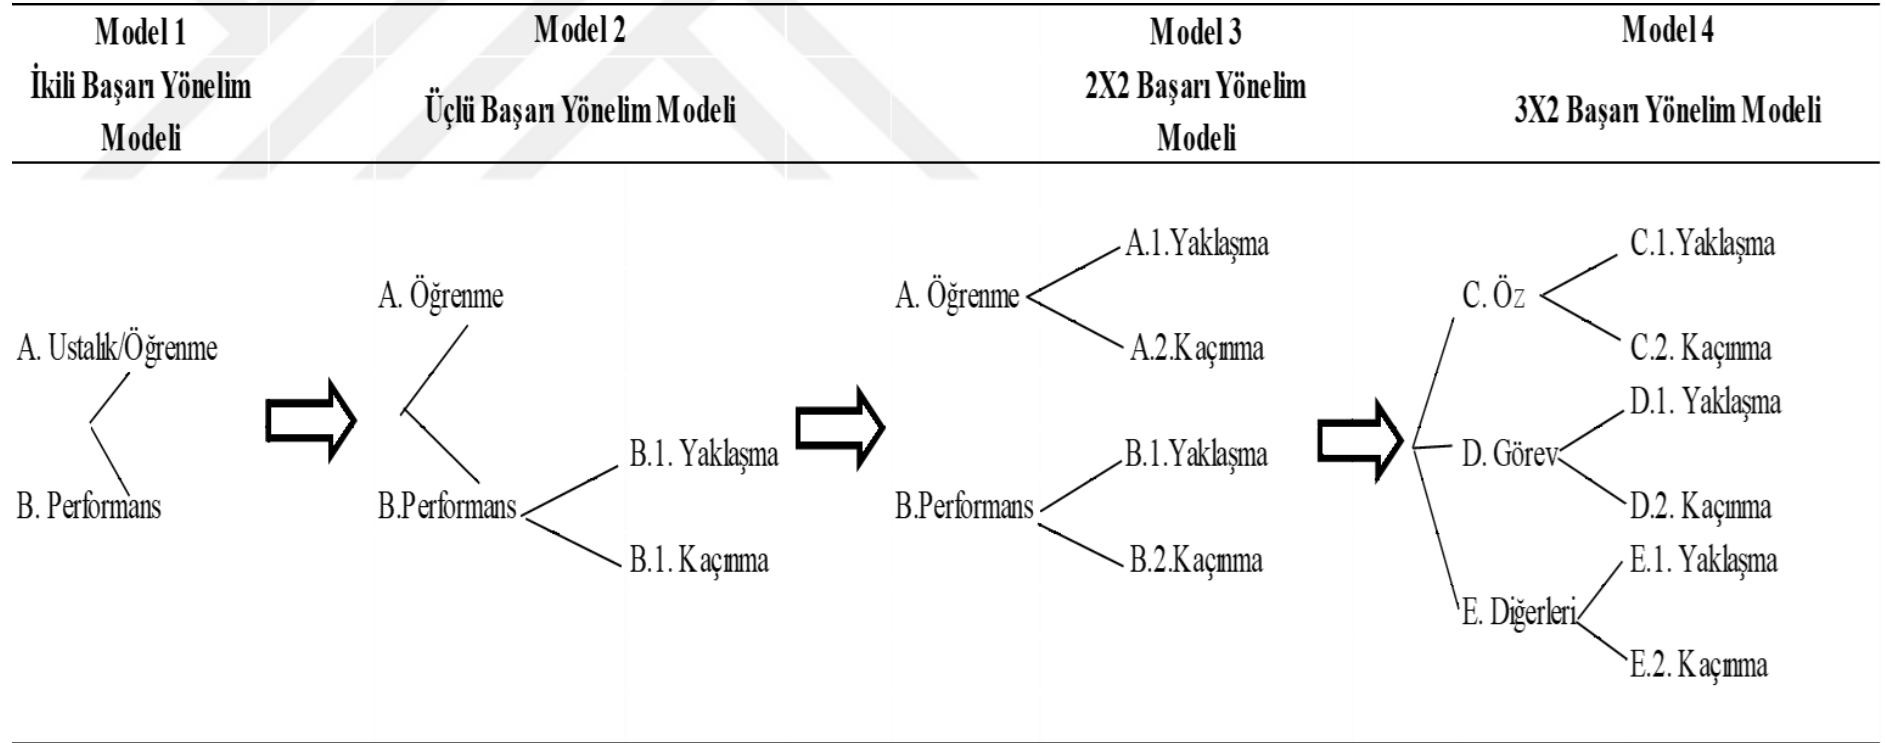 Model 1
İkili Başarı Yönelim
Modeli
A. Ustalık/Öğrenme
B. Performans
Model 2
Üçlü Başarı Yönelim Modeli
A. Öğrenme
B.Performans
B.1. Yaklaşma
B.1. Kaçınma
Model 3
2X2 Başarı Yönelim
Modeli
A. Öğrenme
A.1.Yaklaşma
A.2.Kaçınma
B.Performans
B.1.Yaklaşma
B.2.Kaçınma
Model 4
3X2 Başarı Yönelim Modeli
C. Öz
C.1.Yaklaşma
C.2. Kaçınma
D. Görev
D.1. Yaklaşma
D.2. Kaçınma
E. Diğerleri
E.1. Yaklaşma
E.2. Kaçınma